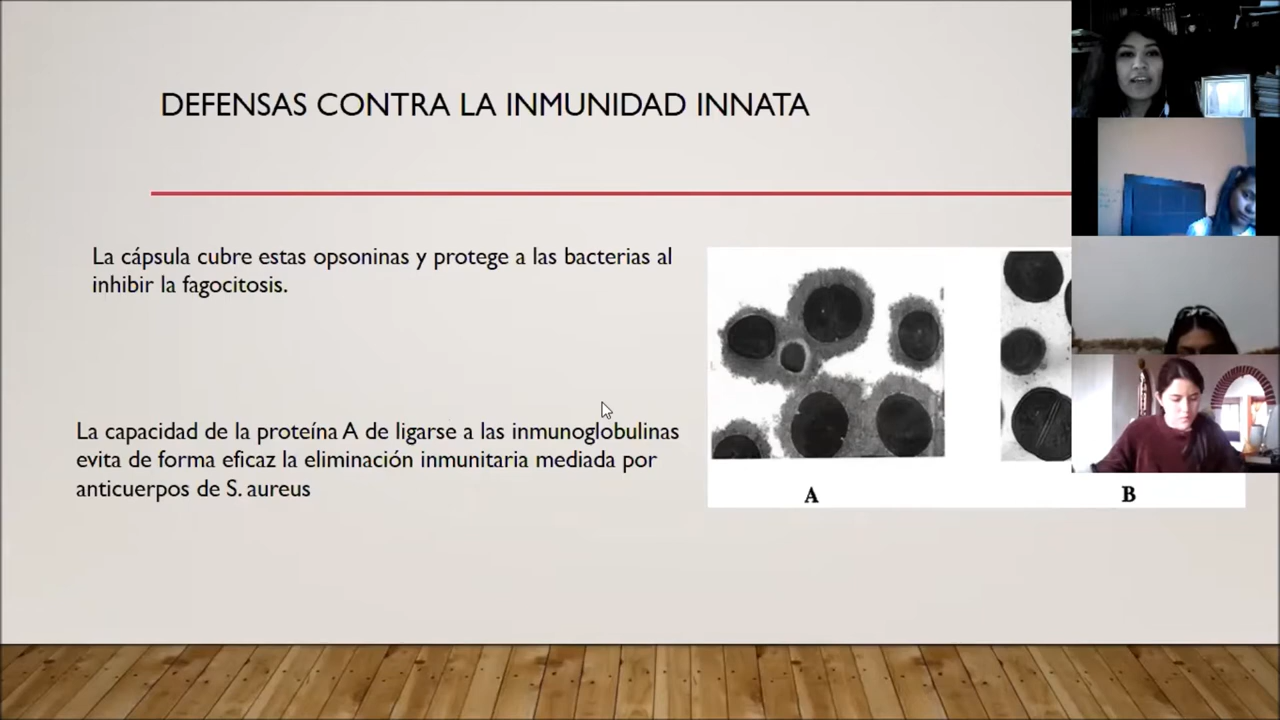 DEFENSAS CONTRA LA INMUNIDAD INNATA
La cápsula cubre estas opsoninas y protege a las bacterias al
inhibir la fagocitosis.
La capacidad de la proteína A de ligarse a las inmunoglobulinas
evita de forma eficaz la eliminación inmunitaria mediada por
anticuerpos de S. aureus
A
B